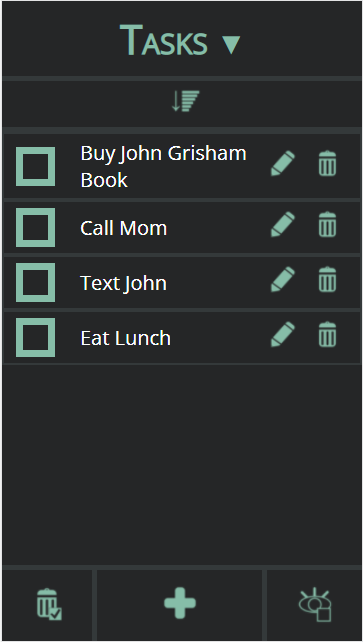 Tasks ▼
Buy John Grisham
Book
Call Mom
Text John
Eat Lunch